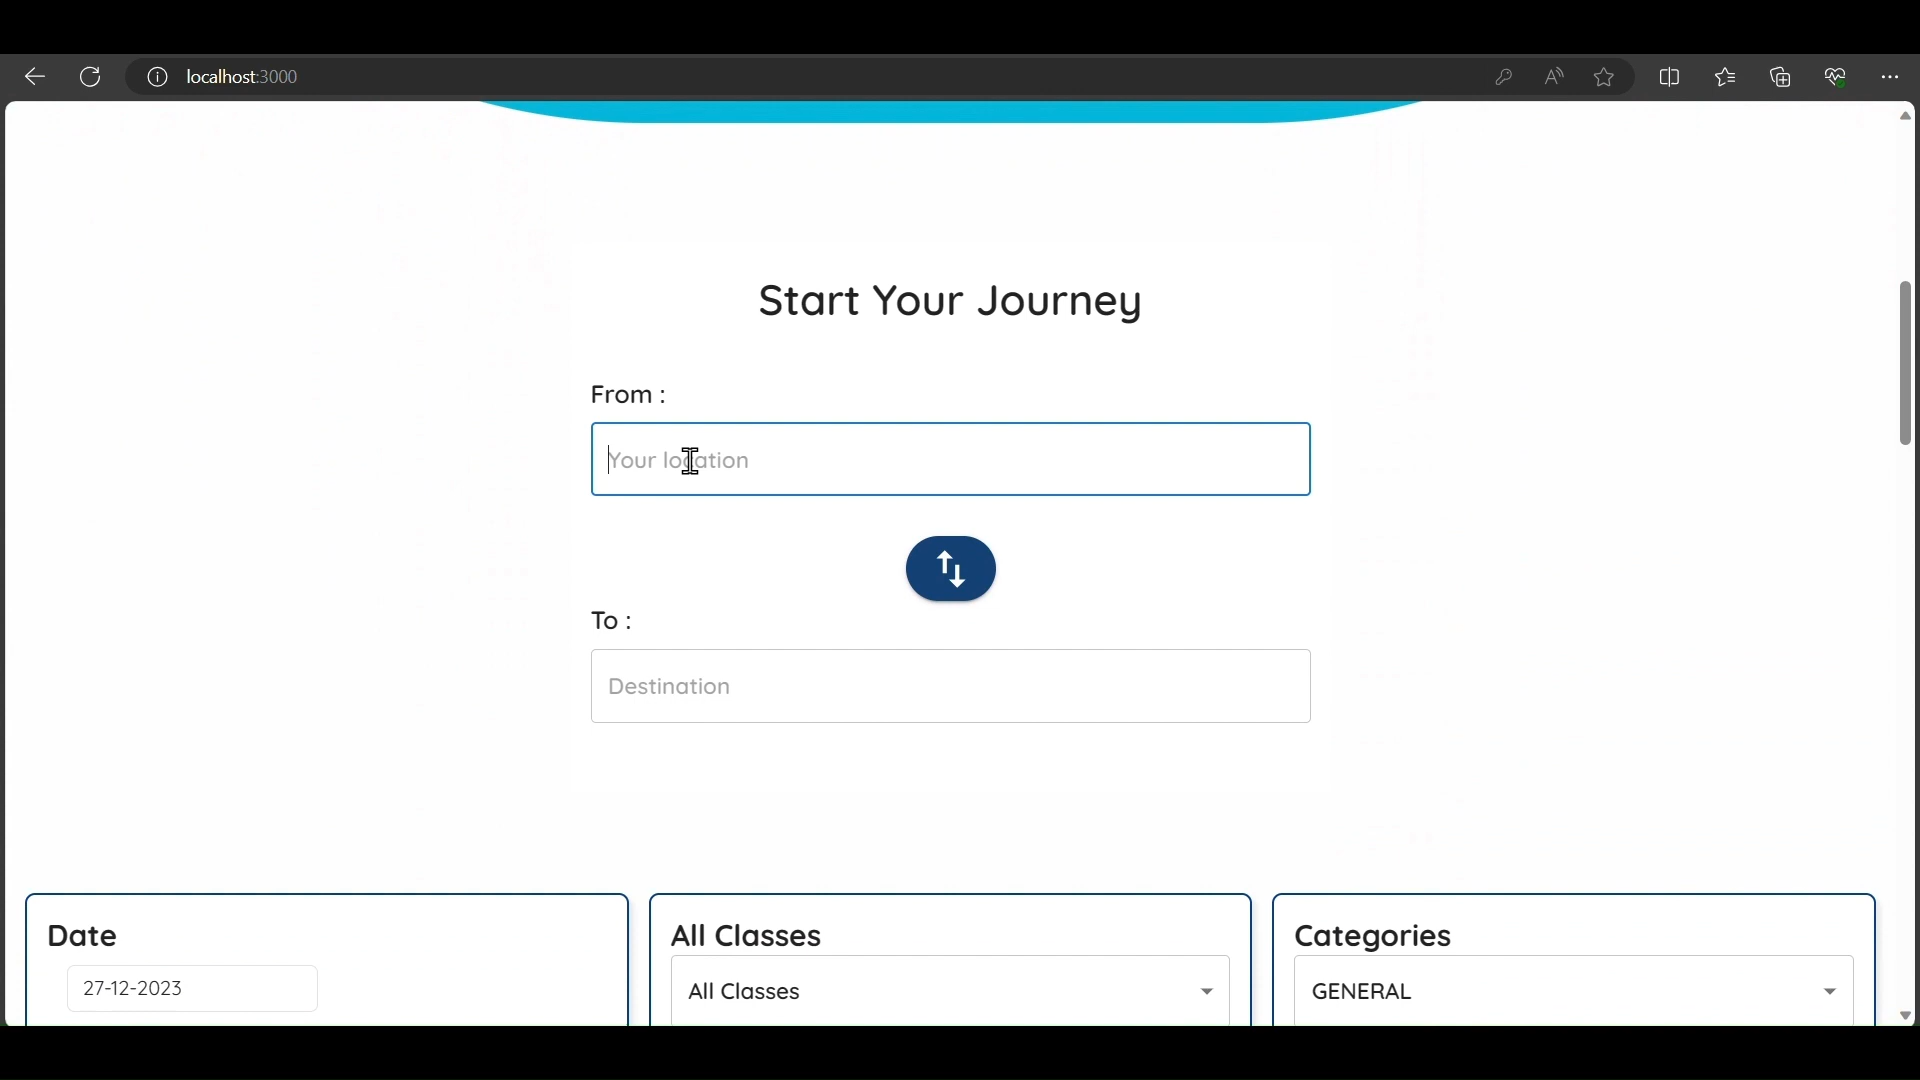 localhost:3000
Start Your Journey
From :
Your location
To :
Destination
Date
27-12-2023
All Classes
All Classes
Categories
GENERAL